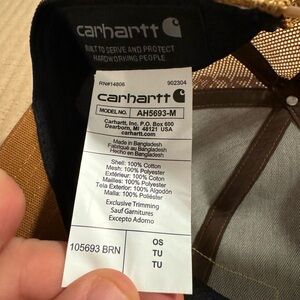 carhartt
BUILT TO SERVE AND PROTECT
HARDWORKING PEOPLE
RN#14806 902304
carhartt
MODEL NO. AH5693-M
Carhartt, Inc. P.O. Box 600
Dearborn, MI 48121 USA
carhartt.com
Made in Bangladesh
Fabriqué au Bangladesh
Hecho en Bangladesh
Shell: 100% Cotton
Mesh: 100% Polyester
Extérieur: 100% Coton
Maille: 100% Polyester
Tela Exterior: 100% Algodón
Malla: 100% Poliéster
Exclusive Trimming
Sauf Garnitures
Excepto Adorno
105693 BRN
OS
TU
TU